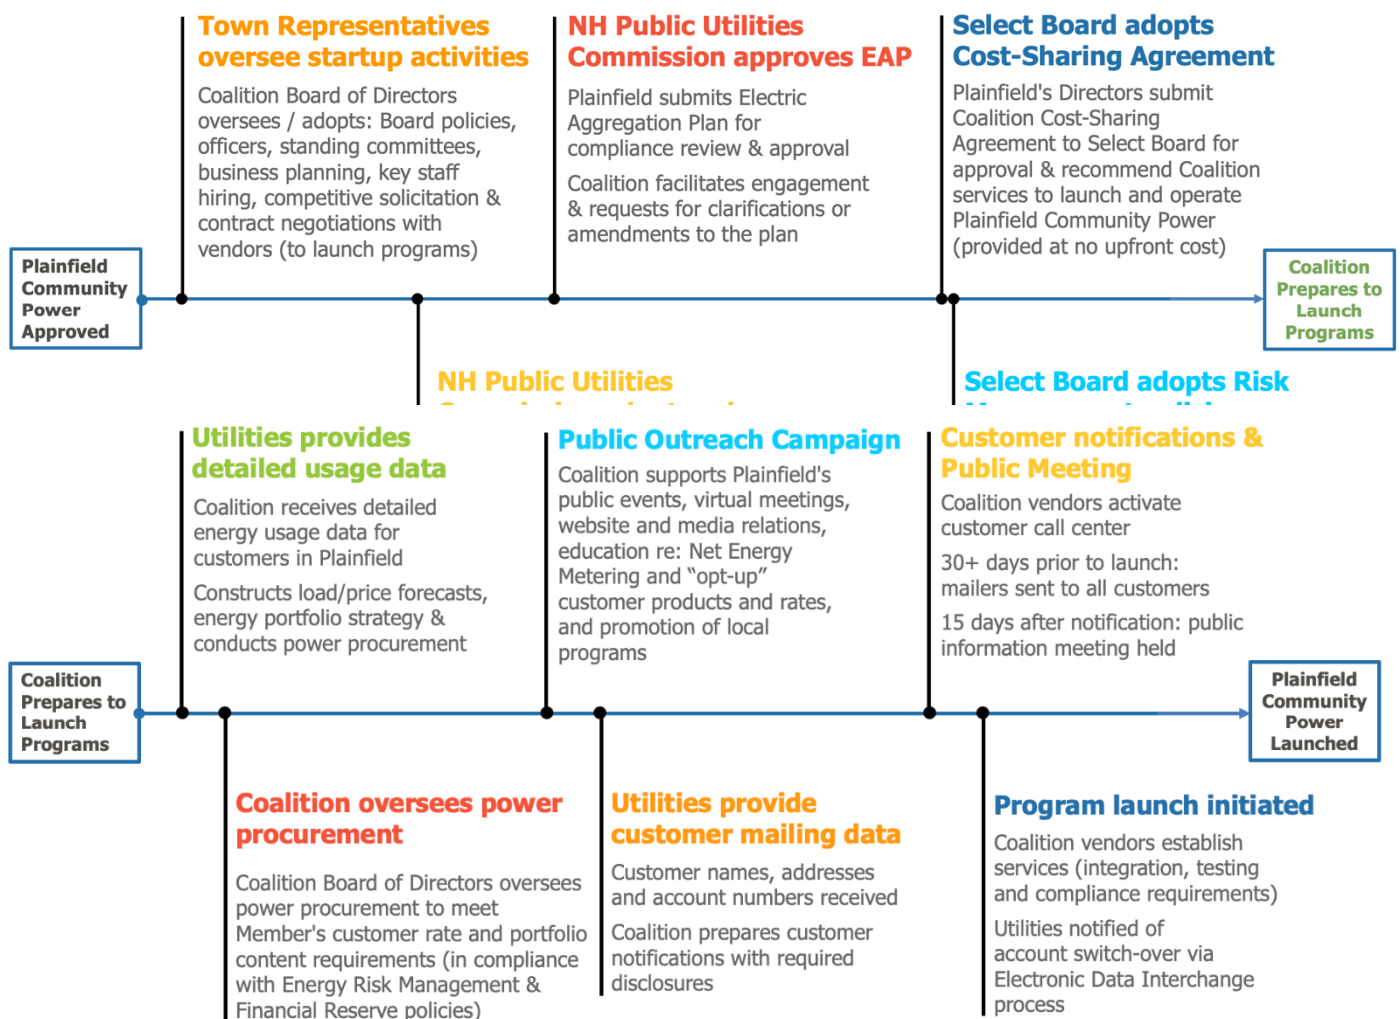 Town Representatives
oversee startup activities
Coalition Board of Directors
oversees / adopts: Board policies,
officers, standing committees,
business planning, key staff
hiring, competitive solicitation &
contract negotiations with
vendors (to launch programs)
NH Public Utilities
Commission approves EAP
Plainfield submits Electric
Aggregation Plan for
compliance review & approval
Coalition facilitates engagement
& requests for clarifications or
amendments to the plan
Select Board adopts
Cost-Sharing Agreement
Plainfield's Directors submit
Coalition Cost-Sharing
Agreement to Select Board for
approval & recommend Coalition
services to launch and operate
Plainfield Community Power
(provided at no upfront cost)
Plainfield
Community
Power
Approved
Coalition
Prepares to
Launch
Programs
NH Public Utilities
Select Board adopts Risk
Utilities provides
detailed usage data
Coalition receives detailed
energy usage data for
customers in Plainfield
Constructs load/price forecasts,
energy portfolio strategy &
conducts power procurement
Public Outreach Campaign
Coalition supports Plainfield's
public events, virtual meetings,
website and media relations,
education re: Net Energy
Metering and “opt-up”
customer products and rates,
and promotion of local
programs
Customer notifications &
Public Meeting
Coalition vendors activate
customer call center
30+ days prior to launch:
mailers sent to all customers
15 days after notification: public
information meeting held
Coalition
Prepares to
Launch
Programs
Plainfield
Community
Power
Launched
Coalition oversees power
procurement
Coalition Board of Directors oversees
power procurement to meet
Member's customer rate and portfolio
content requirements (in compliance
with Energy Risk Management &
Financial Reserve policies)
Utilities provide
customer mailing data
Customer names, addresses
and account numbers received
Coalition prepares customer
notifications with required
disclosures
Program launch initiated
Coalition vendors establish
services (integration, testing
and compliance requirements)
Utilities notified of
account switch-over via
Electronic Data Interchange
process